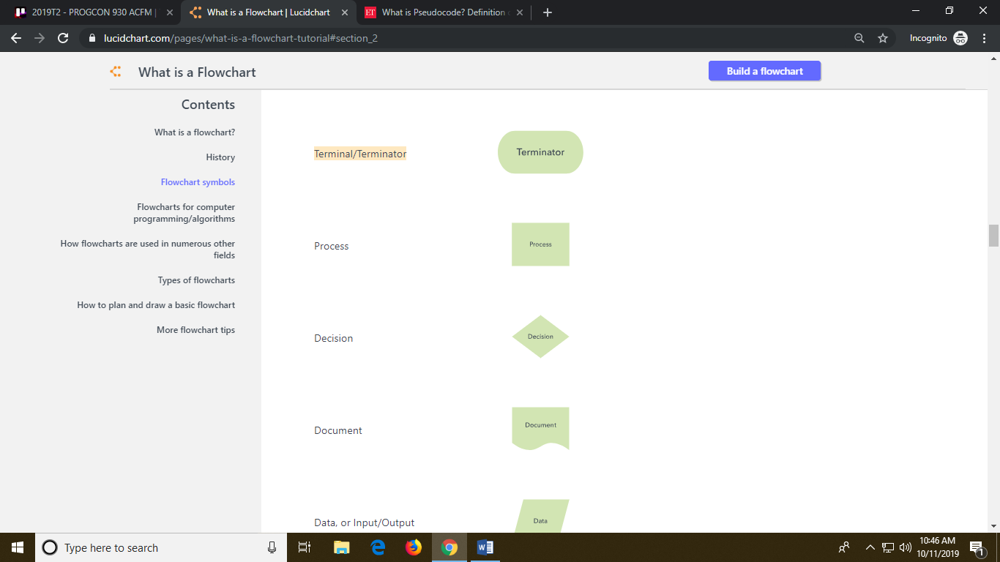 2019T2 - PROGCON 930 ACFM |
What is a Flowchart | Lucidchart
ET
What is Pseudocode? Definition
lucidchart.com/pages/what-is-a-flowchart-tutorial#section_2
Incognito
What is a Flowchart
Build a flowchart
Contents
What is a flowchart?
History
Flowchart symbols
Flowcharts for computer
programming/algorithms
How flowcharts are used in numerous other
fields
Types of flowcharts
How to plan and draw a basic flowchart
More flowchart tips
Terminal/Terminator
Terminator
Process
Process
Decision
Decision
Document
Document
Data, or Input/Output
Data
Type here to search
10:46 AM
10/11/2019
1